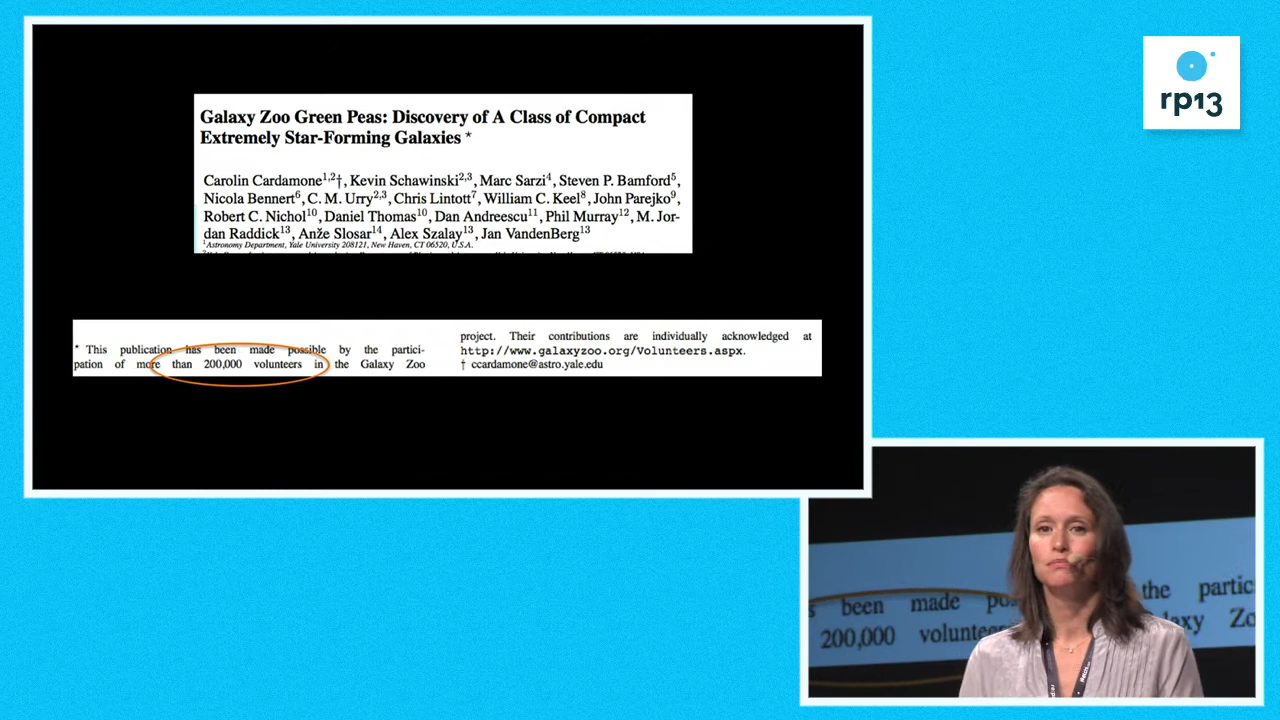 Galaxy Zoo Green Peas: Discovery of A Class of Compact
Extremely Star-Forming Galaxies *
Carolin Cardamone1,2†, Kevin Schawinski2,3, Marc Sarzi4, Steven P. Bamford5,
Nicola Bennert6, C. M. Urry2,3, Chris Lintott7, William C. Keel8, John Parejko9,
Robert C. Nichol10, Daniel Thomas10, Dan Andreescu11, Phil Murray12, M. Jor-
dan Raddick13, Anže Slosar14, Alex Szalay13, Jan VandenBerg13
1Astronomy Department, Yale University 208121, New Haven, CT 06520, U.S.A.
* This publication has been made possible by the partici-
pation of more than 200,000 volunteers in the Galaxy Zoo
project. Their contributions are individually acknowledged at
http://www.galaxyzoo.org/Volunteers.aspx.
† ccardamone@astro.yale.edu
rp13
been made the partic
200,000 Zo